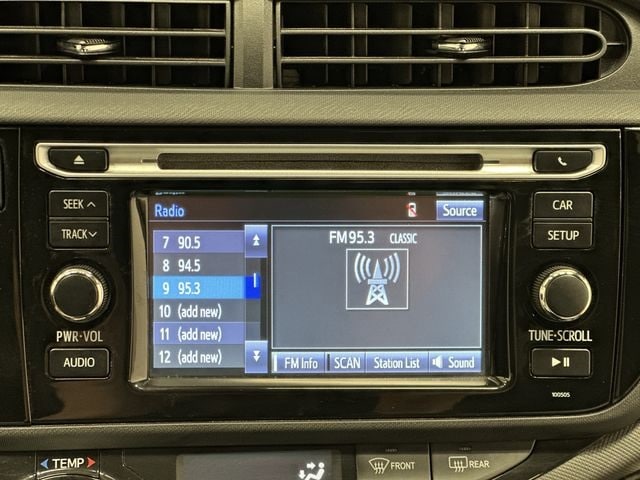 SEEK ^
TRACK
PWR•VOL
AUDIO
Radio
Source
7 90.5
8 94.5
9 95.3
10 (add new)
11 (add new)
12 (add new)
FM 95.3 CLASSIC
FM Info
SCAN
Station List
Sound
CAR
SETUP
TUNE•SCROLL
100505
TEMP
FRONT
REAR